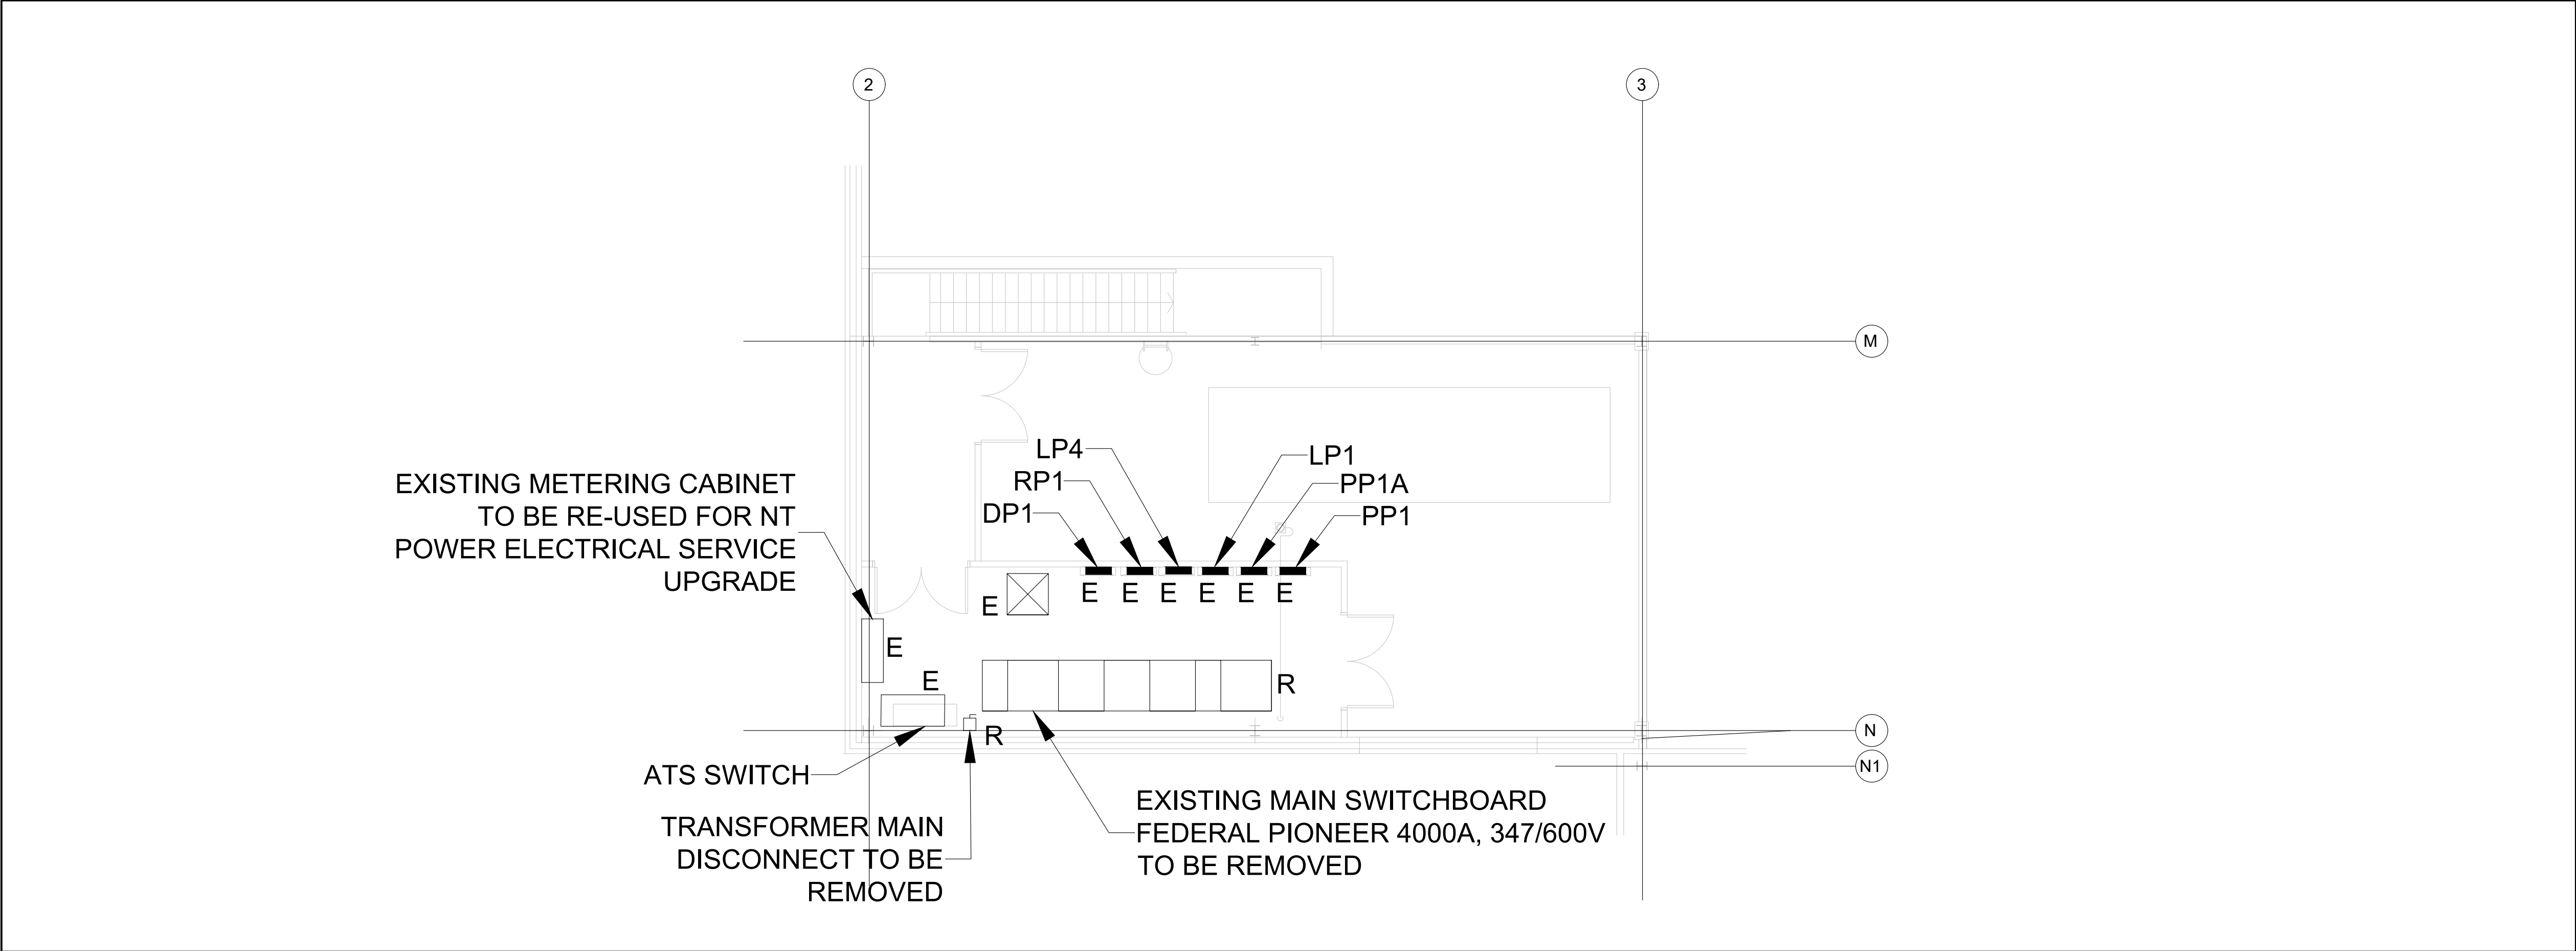 2
3
M
LP4
LP1
RP1
PP1A
DP1
PP1
EXISTING METERING CABINET
TO BE RE-USED FOR NT
POWER ELECTRICAL SERVICE
UPGRADE
E
E
E
E
E
E
E
E
E
R
R
N
N1
ATS SWITCH
TRANSFORMER MAIN
DISCONNECT TO BE
REMOVED
EXISTING MAIN SWITCHBOARD
FEDERAL PIONEER 4000A, 347/600V
TO BE REMOVED